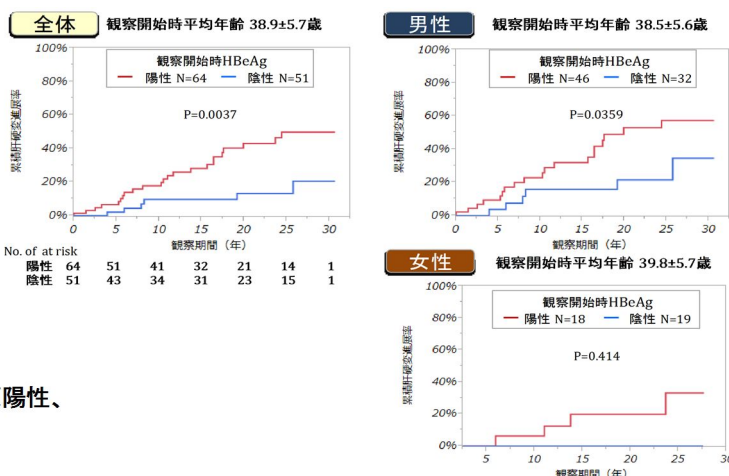 全体 観察開始時平均年齢 38.9±5.7歳
100%
80%
60%
40%
20%
0%
累積肝硬変進展率
観察開始時HBeAg
陽性 N=64 陰性 N=51
P=0.0037
0 5 10 15 20 25 30
観察期間（年）
No. of at risk
陽性 64 51 41 32 21 14 1
陰性 51 43 34 31 23 15 1
男性 観察開始時平均年齢 38.5±5.6歳
100%
80%
60%
40%
20%
0%
累積肝硬変進展率
観察開始時HBeAg
陽性 N=46 陰性 N=32
P=0.0359
0 5 10 15 20 25 30
観察期間（年）
女性 観察開始時平均年齢 39.8±5.7歳
100%
80%
60%
40%
20%
0%
累積肝硬変進展率
観察開始時HBeAg
陽性 N=18 陰性 N=19
P=0.414
5 10 15 20 25 30
観察期間（年）
陽性、